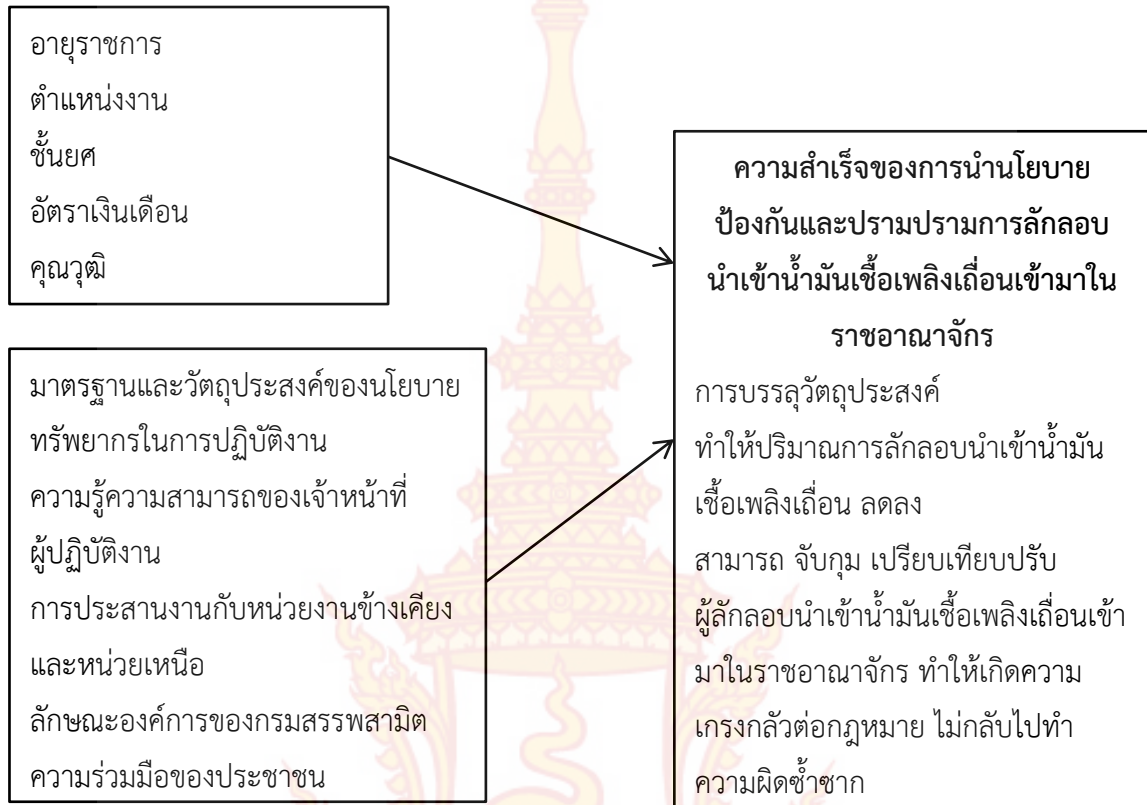 อายุราชการ
ตำแหน่งงาน
ชั้นยศ
อัตราเงินเดือน
คุณวุฒิ
มาตรฐานและวัตถุประสงค์ของนโยบาย
ทรัพยากรในการปฏิบัติงาน
ความรู้ความสามารถของเจ้าหน้าที่
ผู้ปฏิบัติงาน
การประสานงานกับหน่วยงานข้างเคียง
และหน่วยเหนือ
ลักษณะองค์การของกรมสรรพสามิต
ความร่วมมือของประชาชน
ความสำเร็จของการนำนโยบาย
ป้องกันและปรามปรามการลักลอบ
นำเข้าน้ำมันเชื้อเพลิงเถื่อนเข้ามาใน
ราชอาณาจักร
การบรรลุวัตถุประสงค์
ทำให้ปริมาณการลักลอบนำเข้าน้ำมัน
เชื้อเพลิงเถื่อน ลดลง
สามารถ จับกุม เปรียบเทียบปรับ
ผู้ลักลอบนำเข้าน้ำมันเชื้อเพลิงเถื่อนเข้า
มาในราชอาณาจักร ทำให้เกิดความ
เกรงกลัวต่อกฎหมาย ไม่กลับไปทำ
ความผิดซ้ำซาก